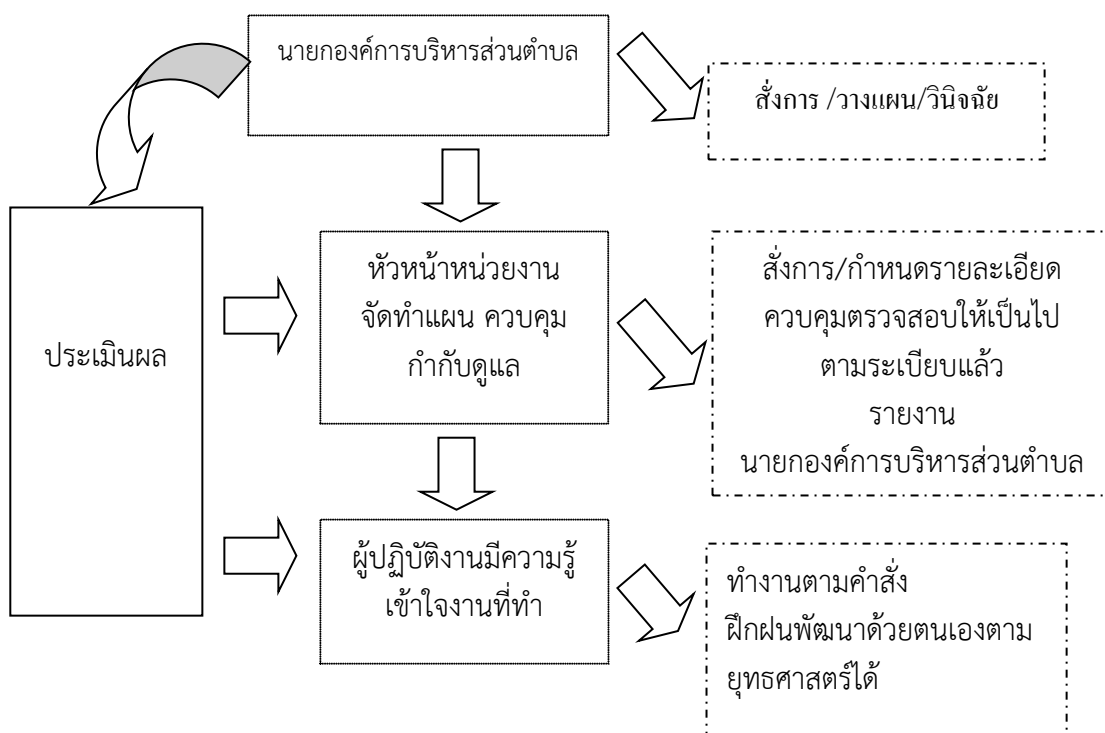 นายกองค์การบริหารส่วนตำบล
สั่งการ /วางแผน/วินิจฉัย
ประเมินผล
หัวหน้าหน่วยงาน
จัดทำแผน ควบคุม
กำกับดูแล
สั่งการ/กำหนดรายละเอียด
ควบคุมตรวจสอบให้เป็นไป
ตามระเบียบแล้ว
รายงาน
นายกองค์การบริหารส่วนตำบล
ผู้ปฏิบัติงานมีความรู้
เข้าใจงานที่ทำ
ทำงานตามคำสั่ง
ฝึกฝนพัฒนาด้วยตนเองตาม
ยุทธศาสตร์ได้